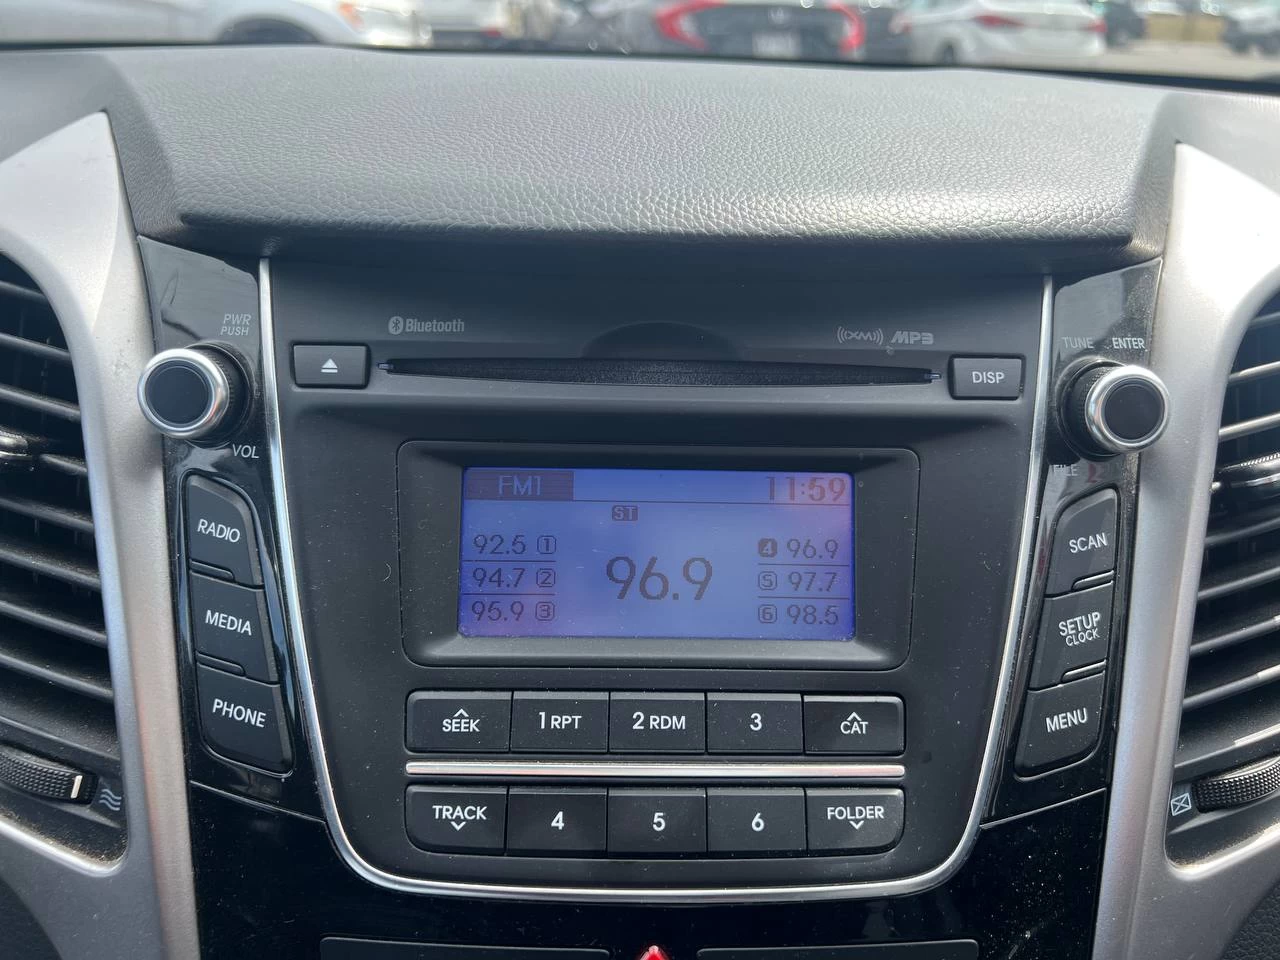 PWR
PUSH
Bluetooth
((XM)) MP3
TUNE ENTER
DISP
VOL
FILE
FM1 11:59
ST
92.5 1
94.7 2
95.9 3
96.9
4 96.9
5 97.7
6 98.5
RADIO
MEDIA
PHONE
SCAN
SETUP
CLOCK
MENU
SEEK
1 RPT
2 RDM
3
CAT
TRACK
4
5
6
FOLDER